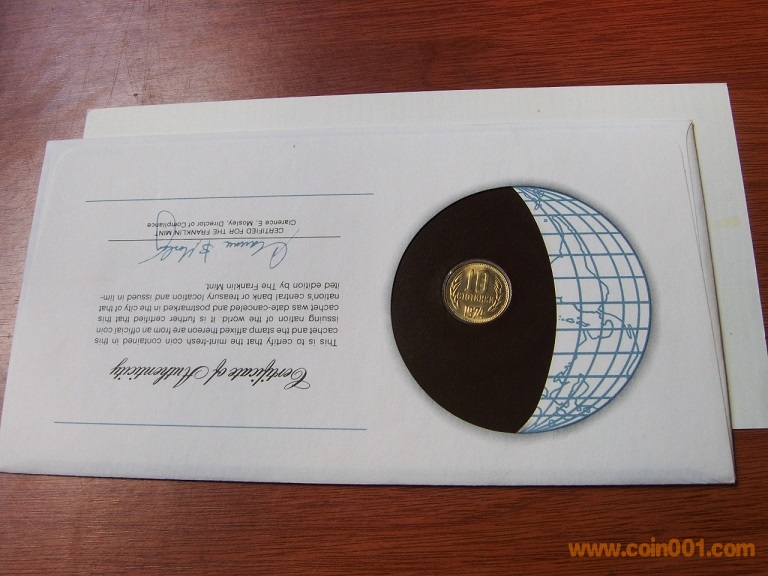 Certificate of Authenticity
This is to certify that the mint-fresh coin contained in this
cachet and the stamp affixed thereon are from an official coin
issuing nation of the world. It is further certified that this
cachet was date-canceled and postmarked in the city of that
nation's central bank or treasury location and issued in lim-
ited edition by The Franklin Mint.
CERTIFIED FOR THE FRANKLIN MINT
Clarence E. Mosley, Director of Compliance
10
СТОТИНКИ
1974
www.coin001.com